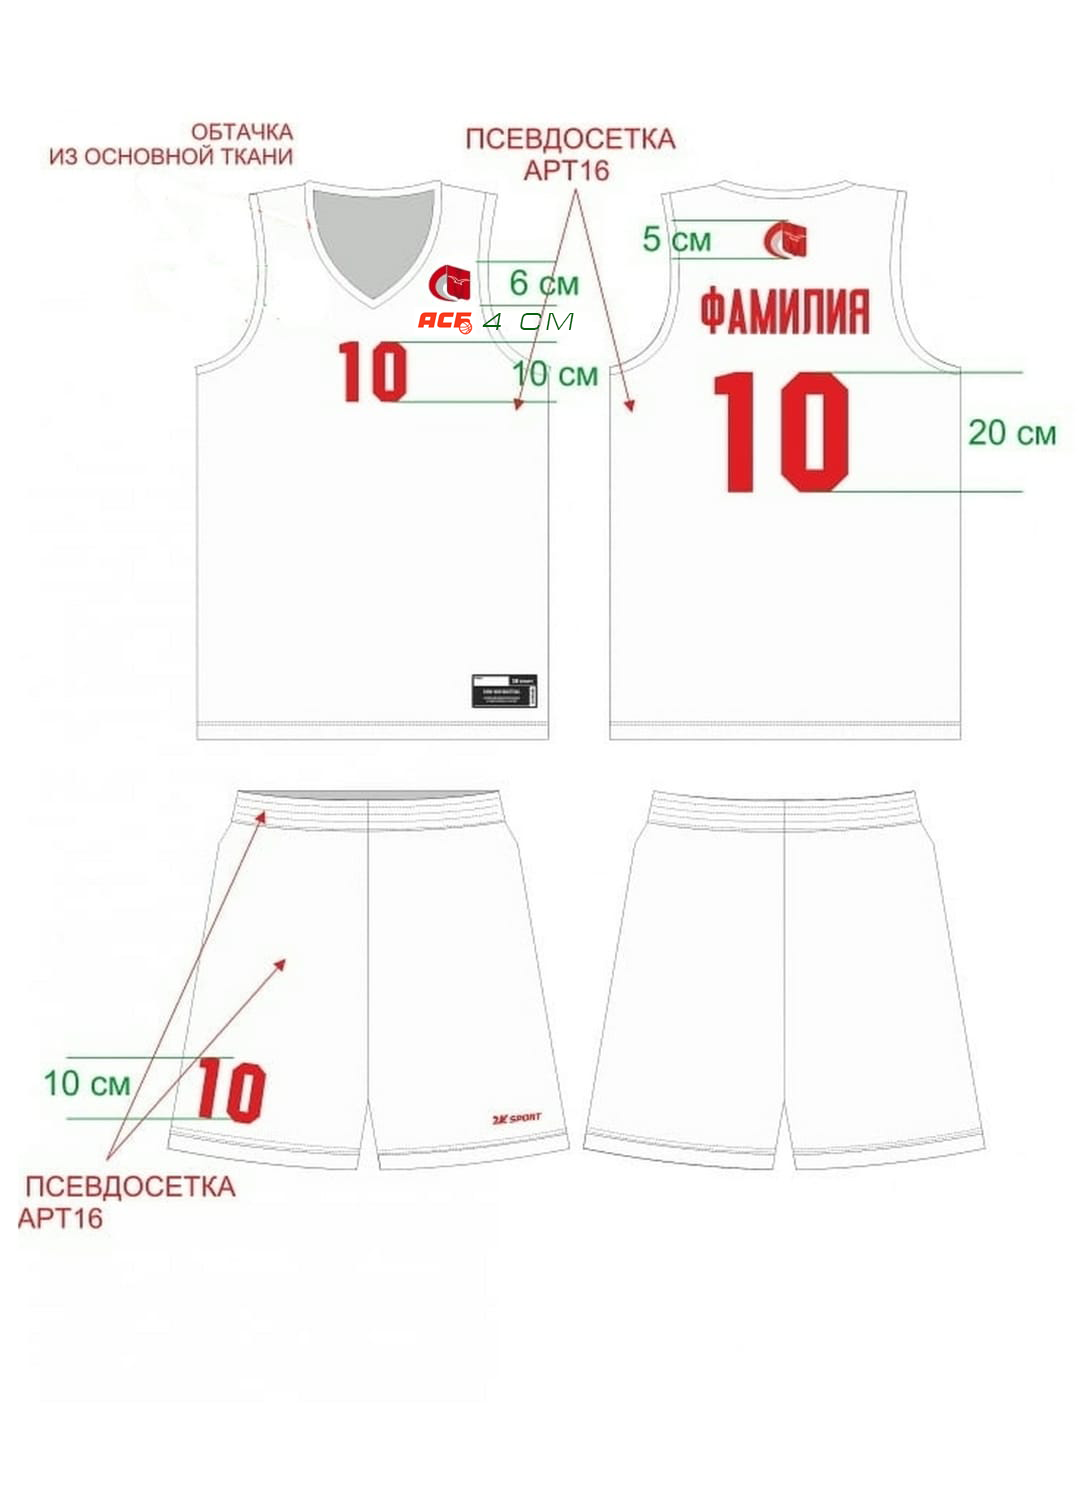 ОБТАЧКА
ИЗ ОСНОВНОЙ ТКАНИ
ПСЕВДОСЕТКА
АРТ16
5 см
6 см
АСБ 4 СМ
ФАМИЛИЯ
10
10 см
10
20 см
10 см
10
2K SPORT
ПСЕВДОСЕТКА
АРТ16